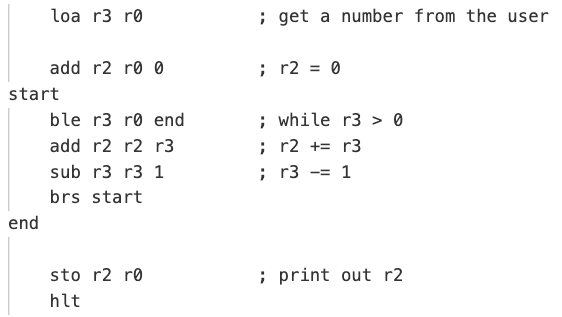 loa r3 r0 ; get a number from the user
add r2 r0 0 ; r2 = 0
start
ble r3 r0 end ; while r3 > 0
add r2 r2 r3 ; r2 += r3
sub r3 r3 1 ; r3 -= 1
brs start
end
sto r2 r0 ; print out r2
hlt